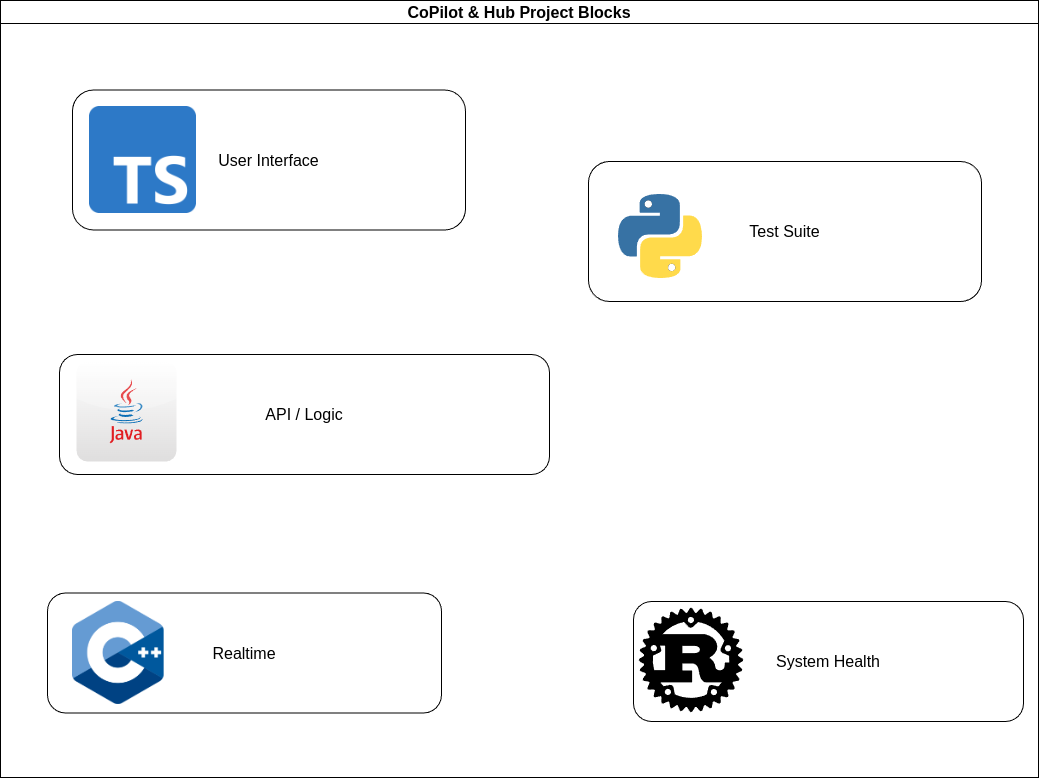 CoPilot & Hub Project Blocks
TS
User Interface
Test Suite
Java
API / Logic
C++
Realtime
R
System Health